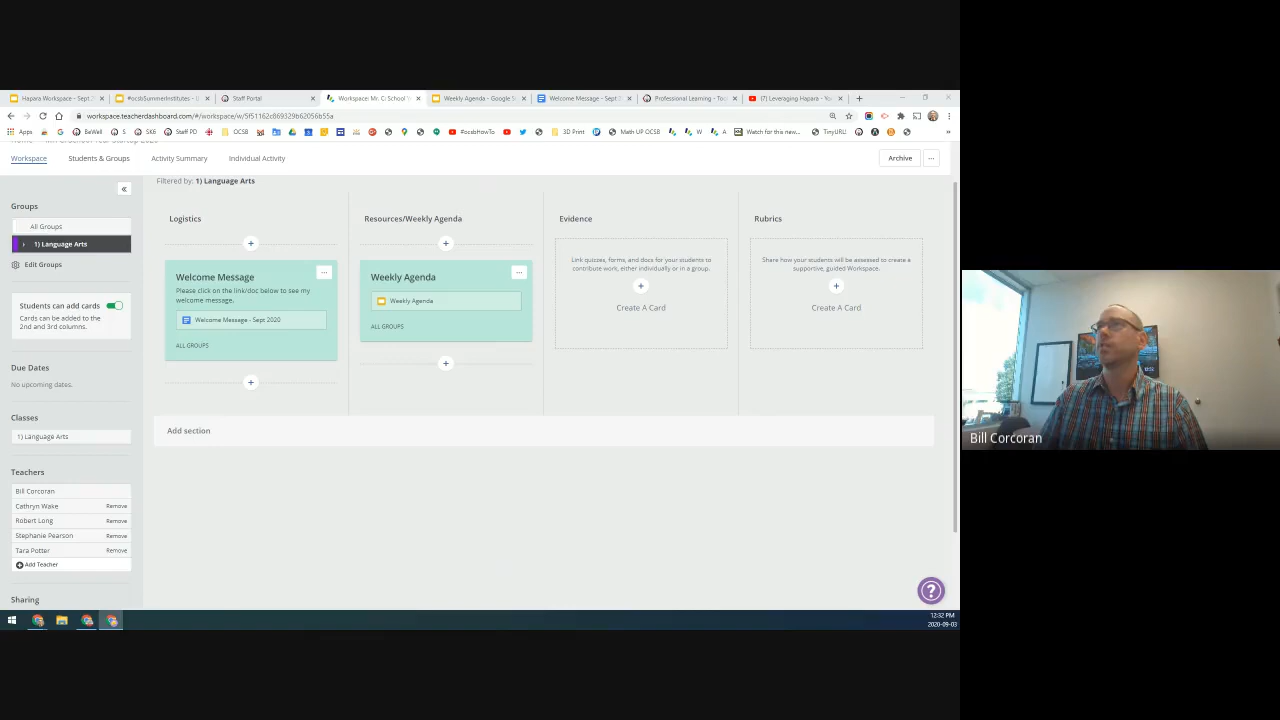 Hapara Workspace - Sept
#ocsbSummerInstitutes -
Staff Portal
Workspace: Mr. C: School
Weekly Agenda - Google S
Welcome Message - Sept
Professional Learning - Too
(7) Leveraging Hapara - Yo
workspace.teacherdashboard.com/#/workspace/w/5f51162c869329b62056b55a
Apps
BeWell
S
SK6
Staff PD
OCSB
#ocsbHowTo
W
A
3D Print
Math UP OCSB
Watch for this new...
TinyURL!
Workspace
Students & Groups
Activity Summary
Individual Activity
Archive
Filtered by: 1) Language Arts
Groups
All Groups
1) Language Arts
Edit Groups
Students can add cards
Cards can be added to the
2nd and 3rd columns.
Due Dates
No upcoming dates.
Classes
1) Language Arts
Teachers
Bill Corcoran
Cathryn Wake Remove
Robert Long Remove
Stephanie Pearson Remove
Tara Potter Remove
Add Teacher
Sharing
Logistics
Welcome Message
Please click on the link/doc below to see my
welcome message.
Welcome Message - Sept 2020
ALL GROUPS
Resources/Weekly Agenda
Weekly Agenda
Weekly Agenda
ALL GROUPS
Evidence
Link quizzes, forms, and docs for your students to
contribute work, either individually or in a group.
Create A Card
Rubrics
Share how your students will be assessed to create a
supportive, guided Workspace.
Create A Card
Add section
?
12:32 PM
2020-09-03
Bill Corcoran